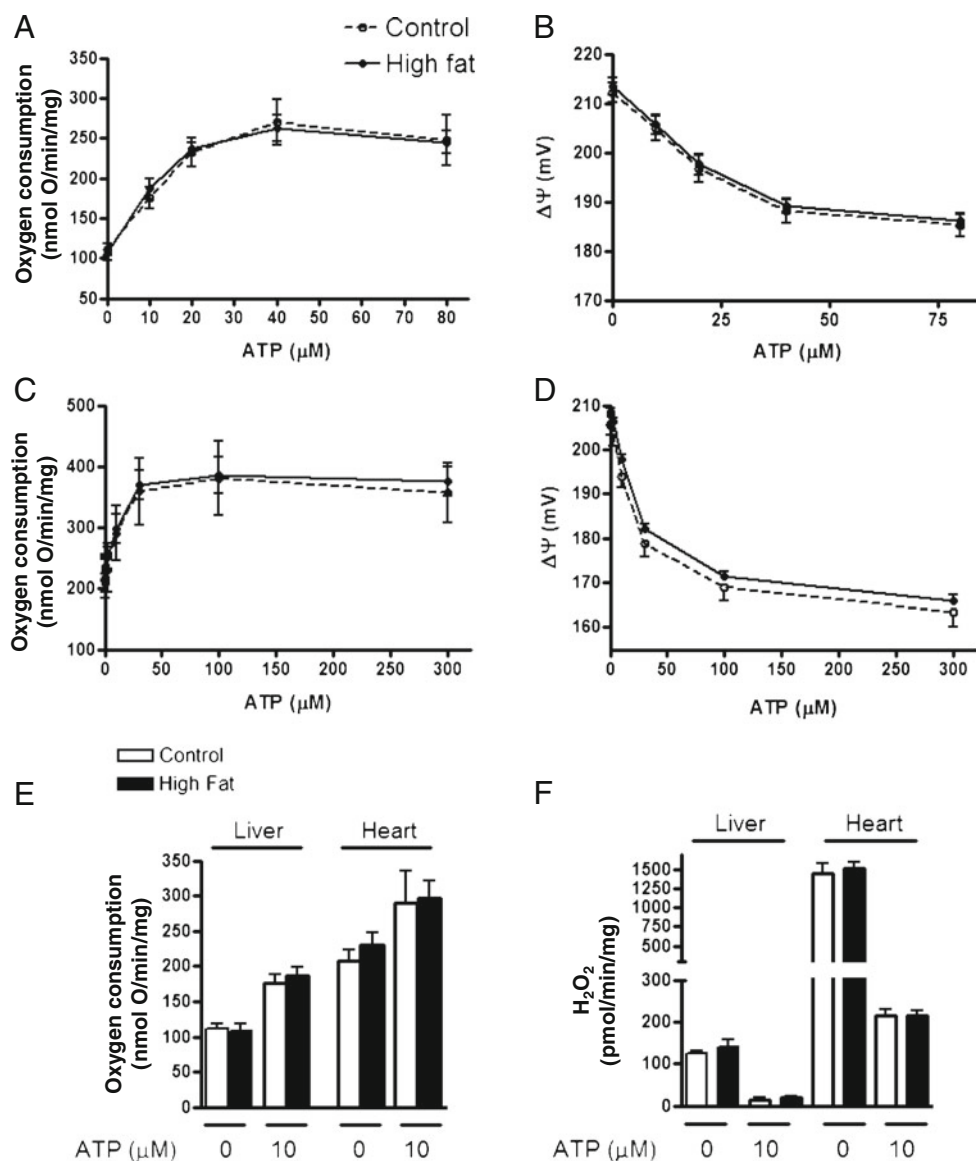 A
Control
High fat
Oxygen consumption
(nmol O/min/mg)
350
300
250
200
150
100
50
0 10 20 30 40 50 60 70 80
ATP (μM)
B
ΔΨ (mV)
220
210
200
190
180
170
0 25 50 75
ATP (μM)
C
Oxygen consumption
(nmol O/min/mg)
500
400
300
200
100
0 50 100 150 200 250 300
ATP (μM)
D
ΔΨ (mV)
210
200
190
180
170
160
0 50 100 150 200 250 300
ATP (μM)
Control
High Fat
E
Liver Heart
Oxygen consumption
(nmol O/min/mg)
350
300
250
200
150
100
50
0
ATP (μM) 0 10 0 10
F
Liver Heart
H₂O₂
(pmol/min/mg)
1500
1250
1000
750
500
300
200
100
0
ATP (μM) 0 10 0 10